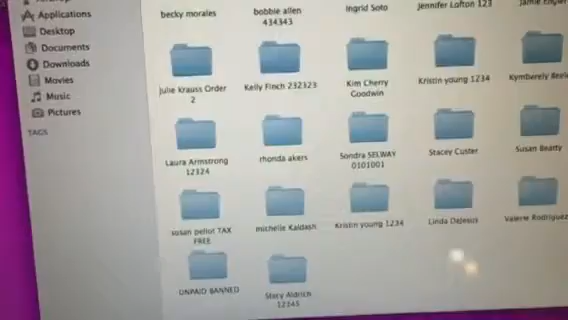 Applications
Desktop
Documents
Downloads
Movies
Music
Pictures
TAGS
becky morales
bobbie allen
434343
Ingrid Soto
Jennifer Lofton 123
Jamie
Julie Krauss Order
2
Kelly Finch 232323
Kim Cherry
Goodwin
Kristin young 1234
Kymberely
Laura Armstrong
12324
rhonda akers
Sondra SELWAY
0101001
Stacey Custer
Susan Beatty
susan pellot TAX
FREE
michelle Kaldash
Kristin young 1234
Linda DeJesus
Valerie Rodriguez
UNPAID BANNED
Stacy Aldrich
12345